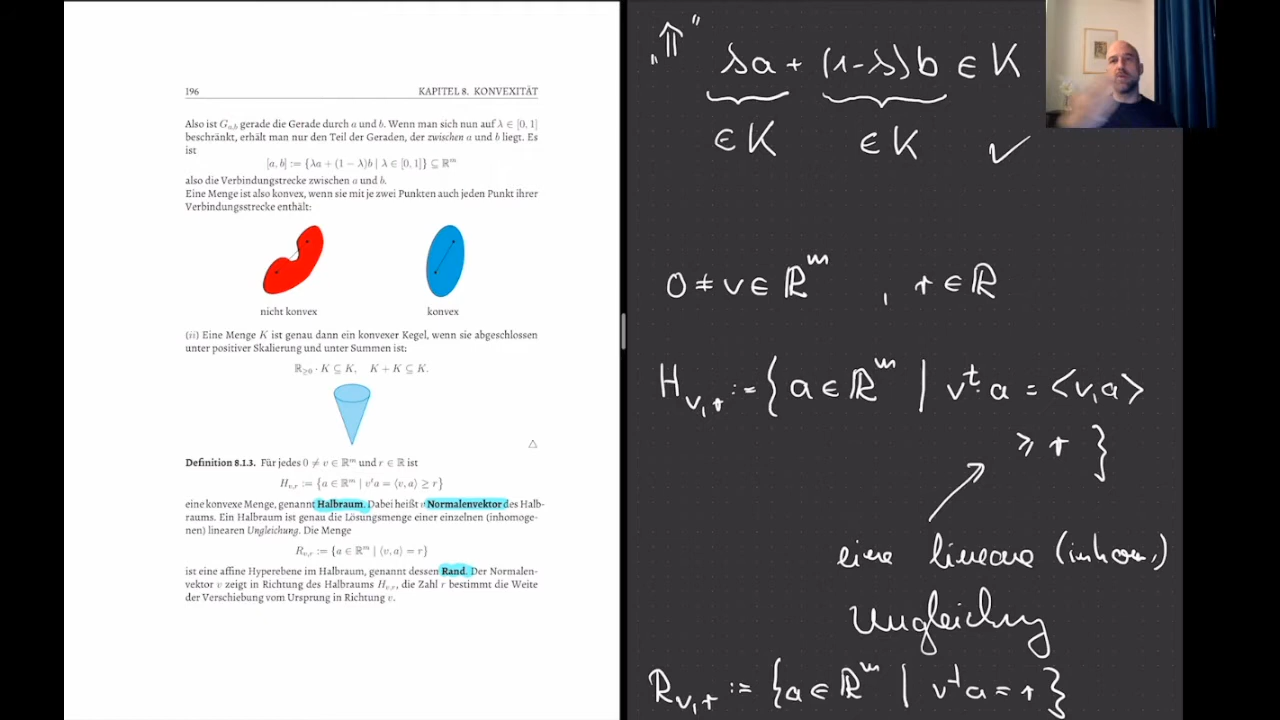 196 KAPITEL 8. KONVEXITÄT
Also ist G_{a,b} gerade die Gerade durch a und b. Wenn man sich nun auf λ ∈ [0, 1]
beschränkt, erhält man nur den Teil der Geraden, der zwischen a und b liegt. Es
ist
[a, b] := {λa + (1 − λ)b | λ ∈ [0, 1]} ⊆ ℝ^m
also die Verbindungstrecke zwischen a und b.
Eine Menge ist also konvex, wenn sie mit je zwei Punkten auch jeden Punkt ihrer
Verbindungsstrecke enthält:
nicht konvex konvex
(ii) Eine Menge K ist genau dann ein konvexer Kegel, wenn sie abgeschlossen
unter positiver Skalierung und unter Summen ist:
ℝ_{≥0} · K ⊆ K, K + K ⊆ K.
△
Definition 8.1.3. Für jedes 0 ≠ v ∈ ℝ^m und r ∈ ℝ ist
H_{v,r} := {a ∈ ℝ^m | v^t a = ⟨v, a⟩ ≥ r}
eine konvexe Menge, genannt Halbraum. Dabei heißt v Normalenvektor des Halb-
raums. Ein Halbraum ist genau die Lösungsmenge einer einzelnen (inhomoge-
nen) linearen Ungleichung. Die Menge
R_{v,r} := {a ∈ ℝ^m | ⟨v, a⟩ = r}
ist eine affine Hyperebene im Halbraum, genannt dessen Rand. Der Normalen-
vektor v zeigt in Richtung des Halbraums H_{v,r}, die Zahl r bestimmt die Weite
der Verschiebung vom Ursprung in Richtung v.
„⇑“ λa + (1-λ)b ∈ K
∈ K ∈ K ✓
0 ≠ v ∈ ℝ^m , r ∈ ℝ
H_{v,r} := {a ∈ ℝ^m | v^t·a = <v,a>
≥ r }
eine lineare (inhom.)
Ungleichung
R_{v,r} := {a ∈ ℝ^m | v^t a = r}